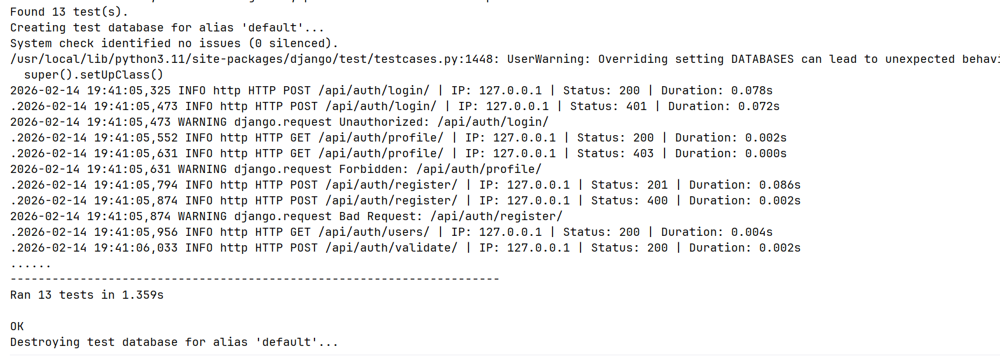 Found 13 test(s).
Creating test database for alias 'default'...
System check identified no issues (0 silenced).
/usr/local/lib/python3.11/site-packages/django/test/testcases.py:1448: UserWarning: Overriding setting DATABASES can lead to unexpected behavi
  super().setUpClass()
2026-02-14 19:41:05,325 INFO http HTTP POST /api/auth/login/ | IP: 127.0.0.1 | Status: 200 | Duration: 0.078s
.2026-02-14 19:41:05,473 INFO http HTTP POST /api/auth/login/ | IP: 127.0.0.1 | Status: 401 | Duration: 0.072s
2026-02-14 19:41:05,473 WARNING django.request Unauthorized: /api/auth/login/
.2026-02-14 19:41:05,552 INFO http HTTP GET /api/auth/profile/ | IP: 127.0.0.1 | Status: 200 | Duration: 0.002s
.2026-02-14 19:41:05,631 INFO http HTTP GET /api/auth/profile/ | IP: 127.0.0.1 | Status: 403 | Duration: 0.000s
2026-02-14 19:41:05,631 WARNING django.request Forbidden: /api/auth/profile/
.2026-02-14 19:41:05,794 INFO http HTTP POST /api/auth/register/ | IP: 127.0.0.1 | Status: 201 | Duration: 0.086s
.2026-02-14 19:41:05,874 INFO http HTTP POST /api/auth/register/ | IP: 127.0.0.1 | Status: 400 | Duration: 0.002s
2026-02-14 19:41:05,874 WARNING django.request Bad Request: /api/auth/register/
.2026-02-14 19:41:05,956 INFO http HTTP GET /api/auth/users/ | IP: 127.0.0.1 | Status: 200 | Duration: 0.004s
.2026-02-14 19:41:06,033 INFO http HTTP POST /api/auth/validate/ | IP: 127.0.0.1 | Status: 200 | Duration: 0.002s
......
----------------------------------------------------------------------
Ran 13 tests in 1.359s
OK
Destroying test database for alias 'default'...